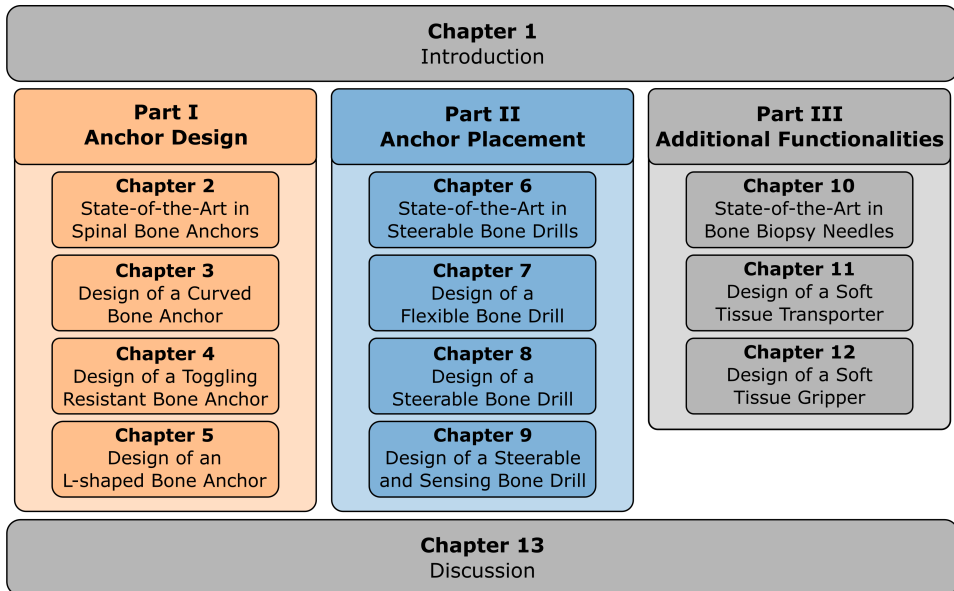 Chapter 1
Introduction
Part I
Anchor Design
Chapter 2
State-of-the-Art in
Spinal Bone Anchors
Chapter 3
Design of a Curved
Bone Anchor
Chapter 4
Design of a Toggling
Resistant Bone Anchor
Chapter 5
Design of an
L-shaped Bone Anchor
Part II
Anchor Placement
Chapter 6
State-of-the-Art in
Steerable Bone Drills
Chapter 7
Design of a
Flexible Bone Drill
Chapter 8
Design of a
Steerable Bone Drill
Chapter 9
Design of a Steerable
and Sensing Bone Drill
Part III
Additional Functionalities
Chapter 10
State-of-the-Art in
Bone Biopsy Needles
Chapter 11
Design of a Soft
Tissue Transporter
Chapter 12
Design of a Soft
Tissue Gripper
Chapter 13
Discussion